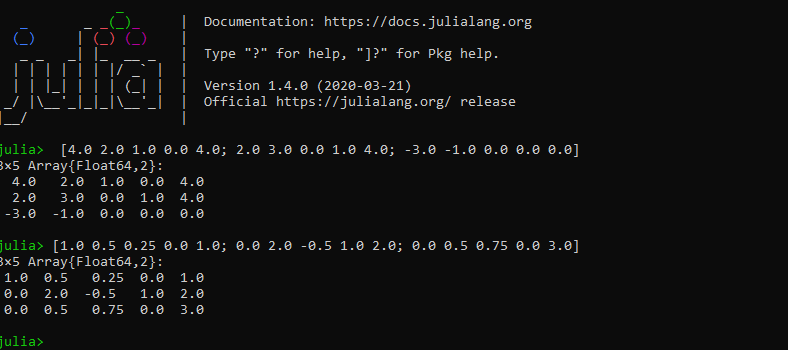 Documentation: https://docs.julialang.org
Type "?" for help, "]?" for Pkg help.
Version 1.4.0 (2020-03-21)
Official https://julialang.org/ release
julia> [4.0 2.0 1.0 0.0 4.0; 2.0 3.0 0.0 1.0 4.0; -3.0 -1.0 0.0 0.0 0.0]
3×5 Array{Float64,2}:
4.0 2.0 1.0 0.0 4.0
2.0 3.0 0.0 1.0 4.0
-3.0 -1.0 0.0 0.0 0.0
julia> [1.0 0.5 0.25 0.0 1.0; 0.0 2.0 -0.5 1.0 2.0; 0.0 0.5 0.75 0.0 3.0]
3×5 Array{Float64,2}:
1.0 0.5 0.25 0.0 1.0
0.0 2.0 -0.5 1.0 2.0
0.0 0.5 0.75 0.0 3.0
julia>